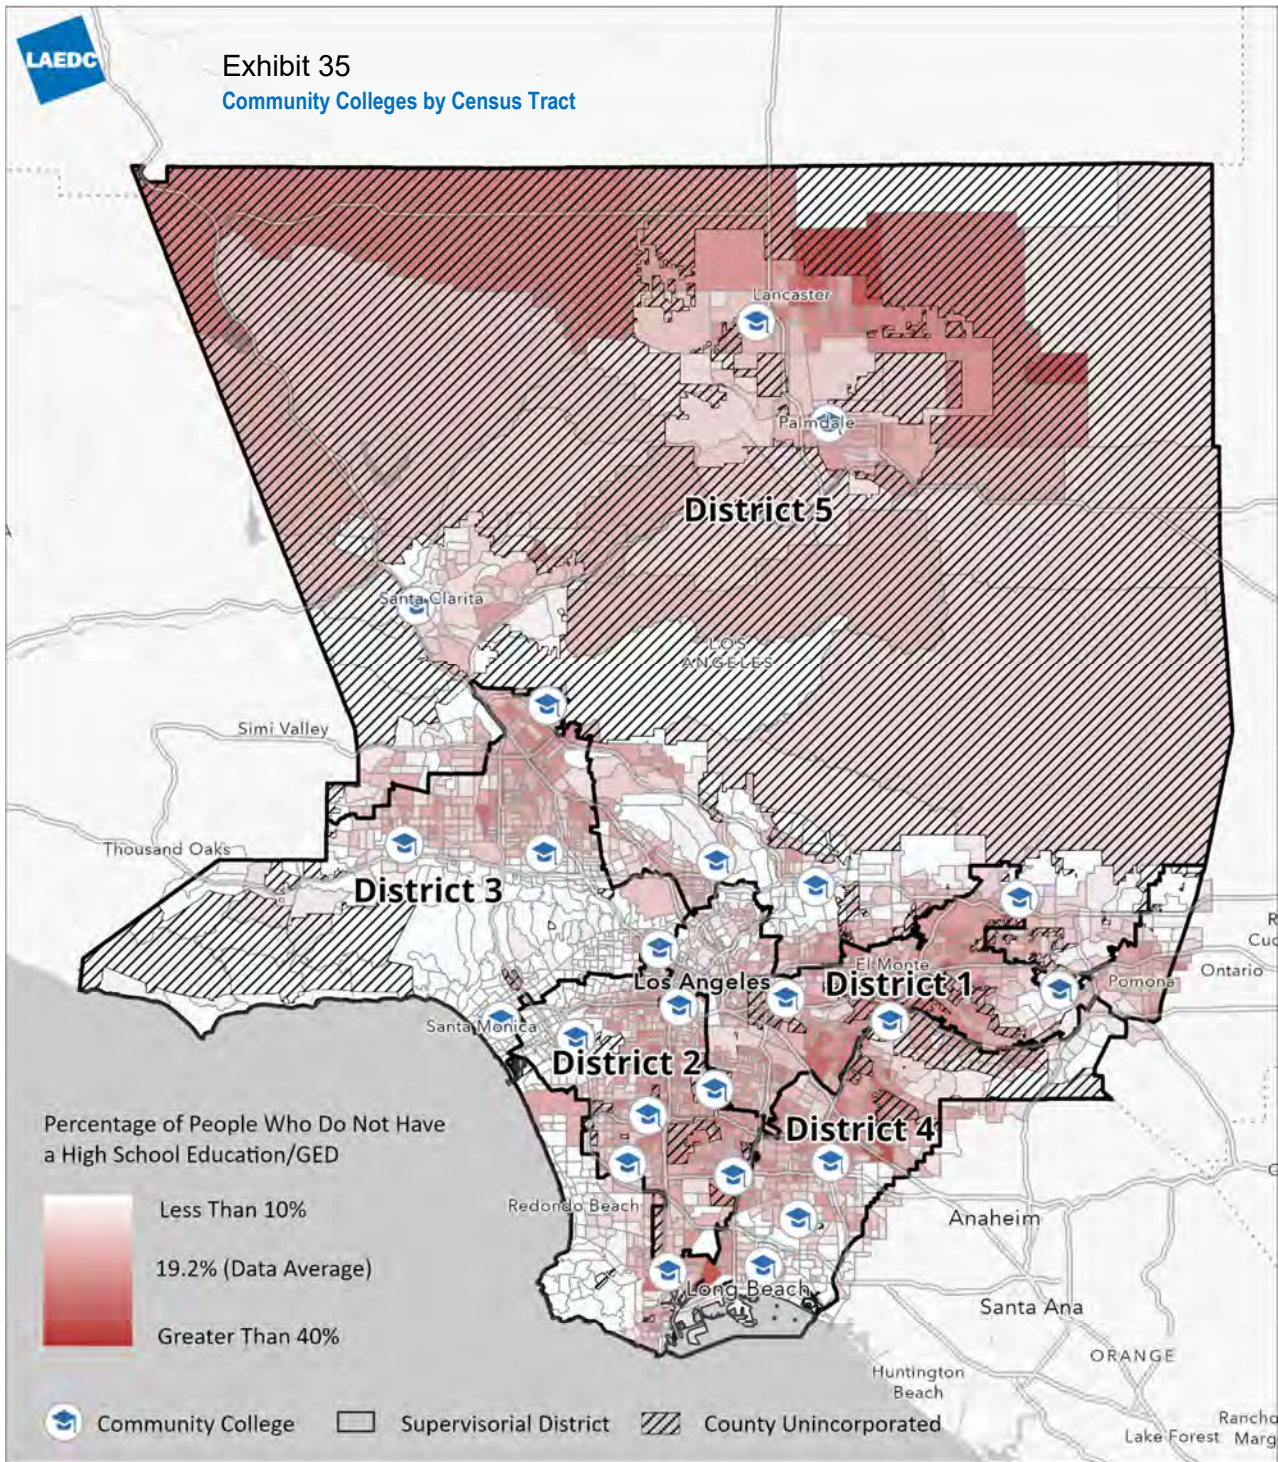 LAEDC
Exhibit 35
Community Colleges by Census Tract
Lancaster
Palmdale
District 5
Santa Clarita
LOS
ANGELES
Simi Valley
Thousand Oaks
District 3
El Monte
Los Angeles
District 1
Pomona
Ontario
Santa Monica
District 2
District 4
Redondo Beach
Anaheim
Long Beach
Santa Ana
ORANGE
Huntington
Beach
Rancho
Lake Forest
Marg
Percentage of People Who Do Not Have
a High School Education/GED
Less Than 10%
19.2% (Data Average)
Greater Than 40%
Community College
Supervisorial District
County Unincorporated